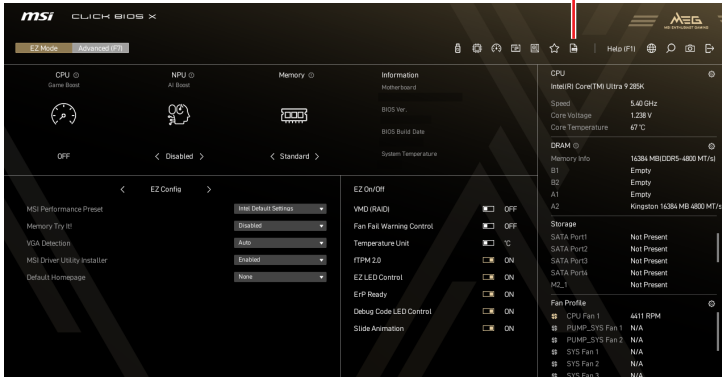 msi CLICK BIOS X
MEG
MSI ENTHUSIAST GAMING
EZ Mode Advanced (F7)
Help (F1)
CPU
Game Boost
OFF
NPU
AI Boost
< Disabled >
Memory
< Standard >
Information
Motherboard
BIOS Ver.
BIOS Build Date
System Temperature
< EZ Config >
MSI Performance Preset Intel Default Settings
Memory Try It! Disabled
VGA Detection Auto
MSI Driver Utility Installer Enabled
Default Homepage None
EZ On/Off
VMD (RAID) OFF
Fan Fail Warning Control OFF
Temperature Unit °C
fTPM 2.0 ON
EZ LED Control ON
ErP Ready ON
Debug Code LED Control ON
Slide Animation ON
CPU
Intel(R) Core(TM) Ultra 9 285K
Speed 5.40 GHz
Core Voltage 1.238 V
Core Temperature 67 °C
DRAM
Memory Info 16384 MB(DDR5-4800 MT/s)
B1 Empty
B2 Empty
A1 Empty
A2 Kingston 16384 MB 4800 MT/s
Storage
SATA Port1 Not Present
SATA Port2 Not Present
SATA Port3 Not Present
SATA Port4 Not Present
M2_1 Not Present
Fan Profile
CPU Fan 1 4411 RPM
PUMP_SYS Fan 1 N/A
PUMP_SYS Fan 2 N/A
SYS Fan 1 N/A
SYS Fan 2 N/A
SYS Fan 3 N/A